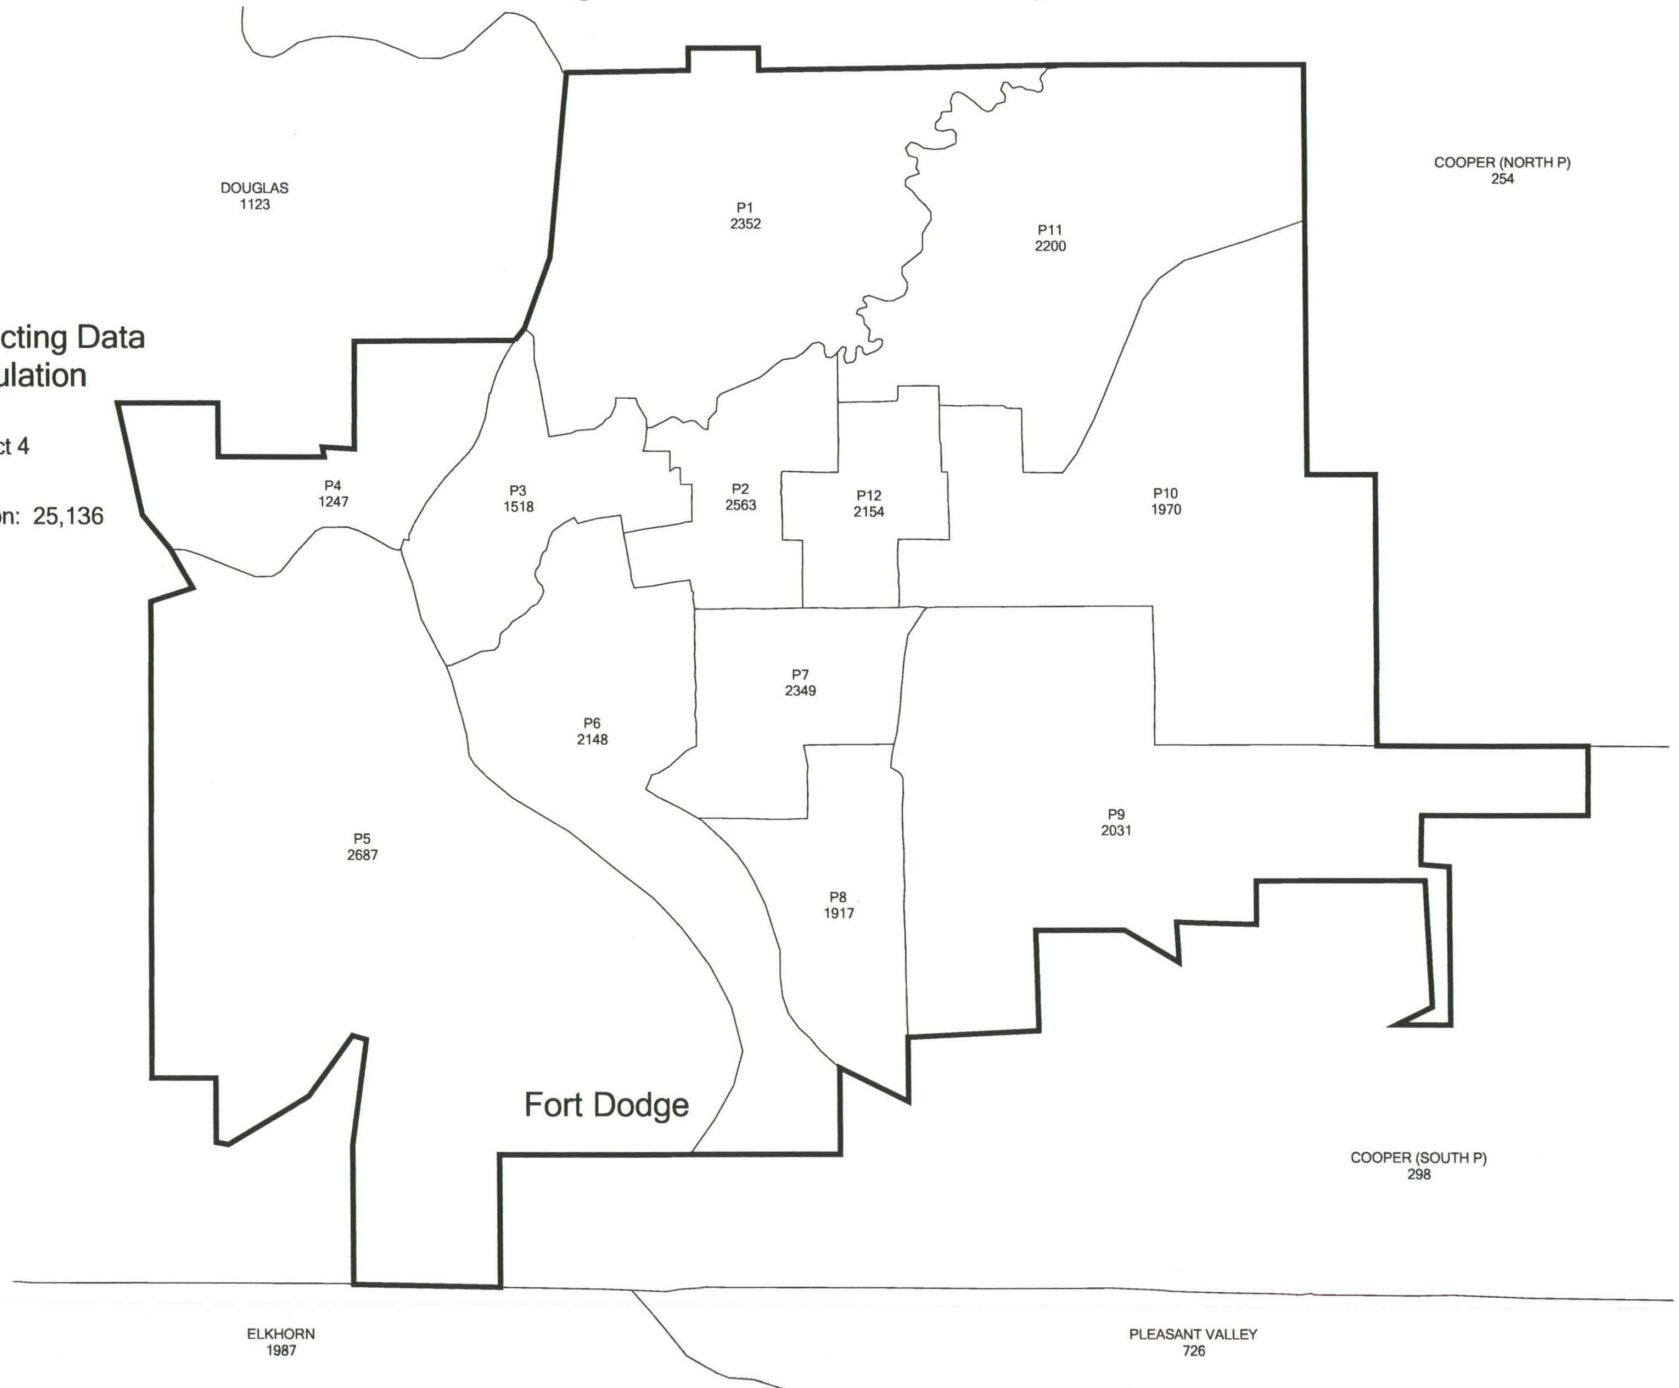 COOPER (NORTH P)
254
DOUGLAS
1123
P1
2352
P11
2200
cting Data
ulation
ct 4
on: 25,136
P4
1247
P3
1518
P2
2563
P12
2154
P10
1970
P7
2349
P6
2148
P9
2031
P5
2687
P8
1917
Fort Dodge
COOPER (SOUTH P)
298
ELKHORN
1987
PLEASANT VALLEY
726